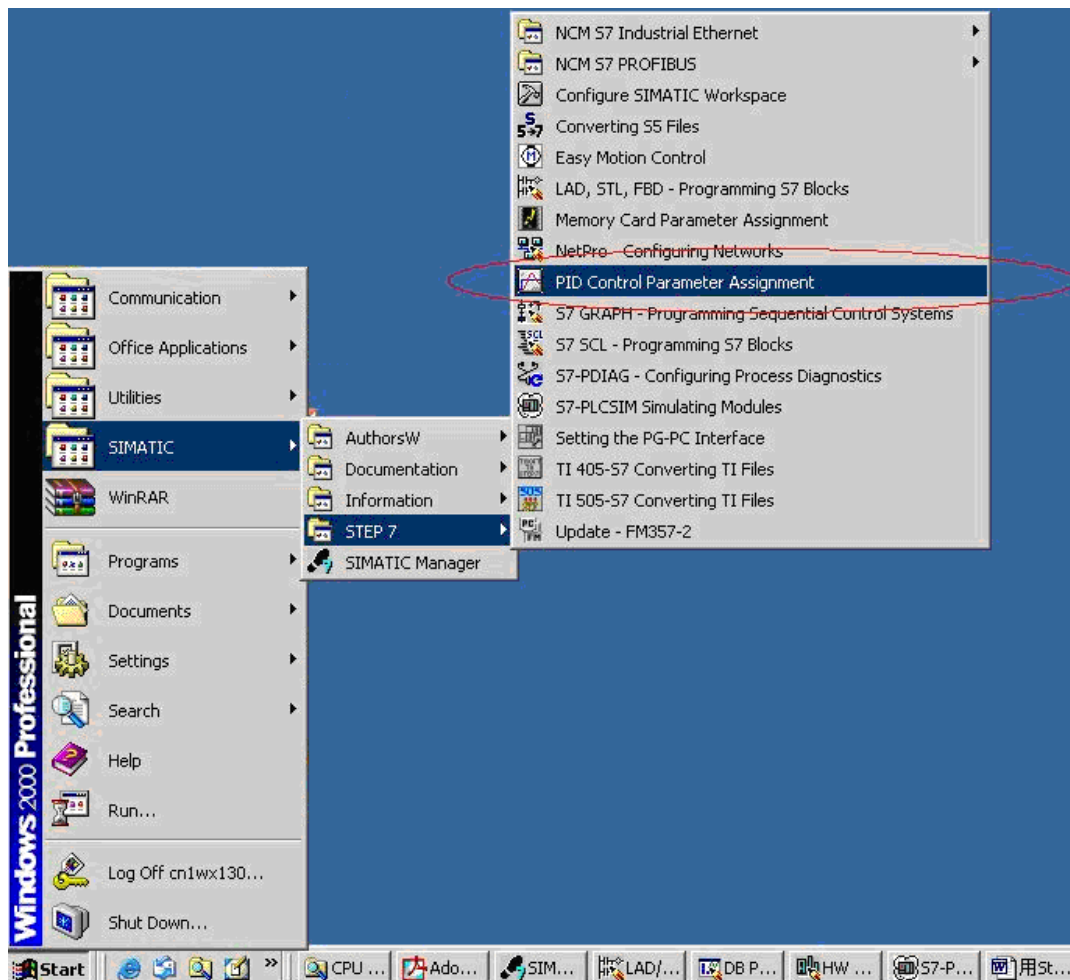 NCM S7 Industrial Ethernet
NCM S7 PROFIBUS
Configure SIMATIC Workspace
Converting S5 Files
Easy Motion Control
LAD, STL, FBD - Programming S7 Blocks
Memory Card Parameter Assignment
NetPro - Configuring Networks
PID Control Parameter Assignment
S7 GRAPH - Programming Sequential Control Systems
S7 SCL - Programming S7 Blocks
S7-PDIAG - Configuring Process Diagnostics
S7-PLCSIM Simulating Modules
Setting the PG-PC Interface
TI 405-S7 Converting TI Files
TI 505-S7 Converting TI Files
Update - FM357-2
Communication
Office Applications
Utilities
SIMATIC
WinRAR
AuthorsW
Documentation
Information
STEP 7
SIMATIC Manager
Programs
Documents
Settings
Search
Help
Run...
Log Off cn1wx130...
Shut Down...
Windows 2000 Professional
Start
»
CPU ...
Ado...
SIM...
LAD/...
DB P...
HW ...
S7-P...
用St...